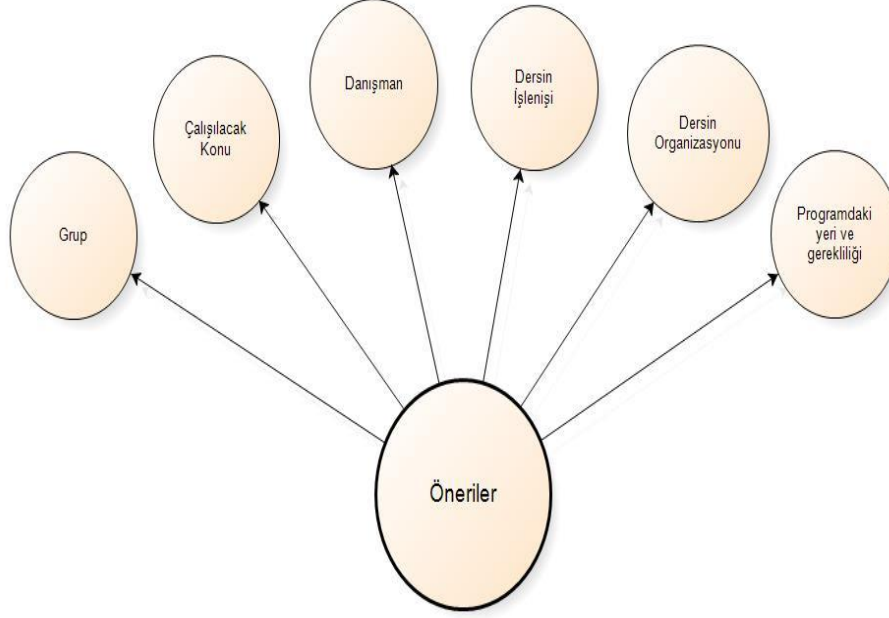 Grup
Çalışılacak
Konu
Danışman
Dersin
İşlenişi
Dersin
Organizasyonu
Programdaki
yeri ve
gerekliliği
Öneriler